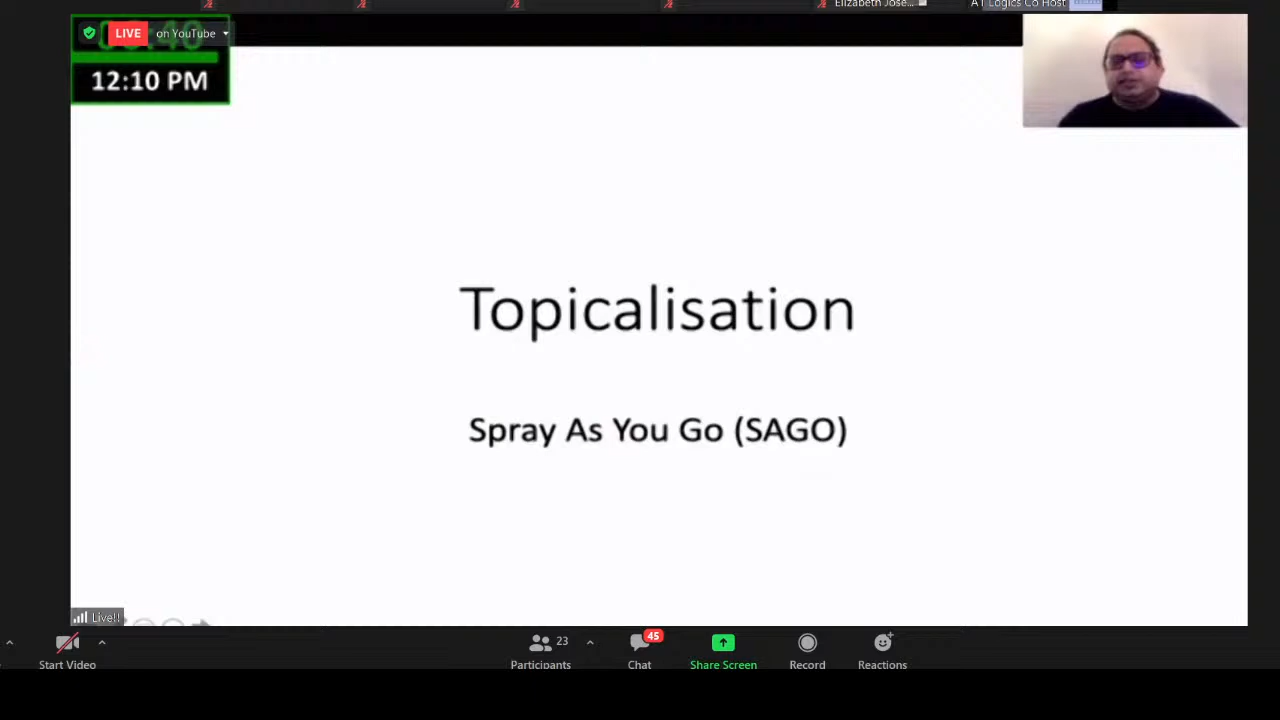 Elizabeth Jose...
AT Logics Co Host
LIVE on YouTube
12:10 PM
Topicalisation
Spray As You Go (SAGO)
Live!!
23
45
Start Video
Participants
Chat
Share Screen
Record
Reactions